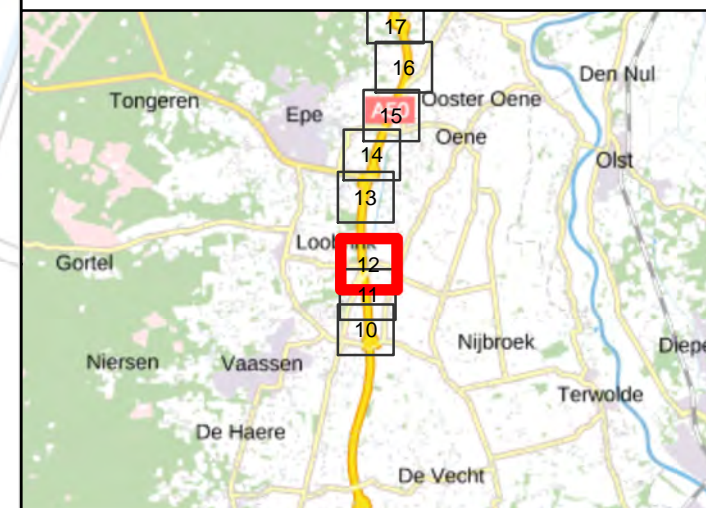 17
16
Den Nul
Tongeren
Ooster Oene
Epe
A50
15
Oene
14
Olst
13
Gortel
12
11
10
Nijbroek
Niersen
Vaassen
Terwolde
De Haere
De Vecht